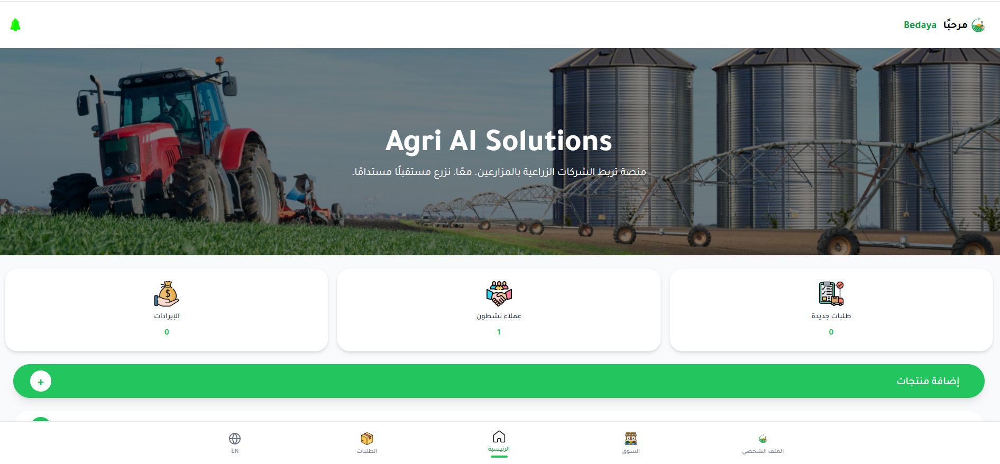 مرحبًا Bedaya
Agri AI Solutions
منصة تربط الشركات الزراعية بالمزارعين. معًا، نزرع مستقبلًا مستدامًا.
طلبات جديدة
0
عملاء نشطون
1
الإيرادات
0
إضافة منتجات
+
الملف الشخصي
السوق
الرئيسية
الطلبات
EN